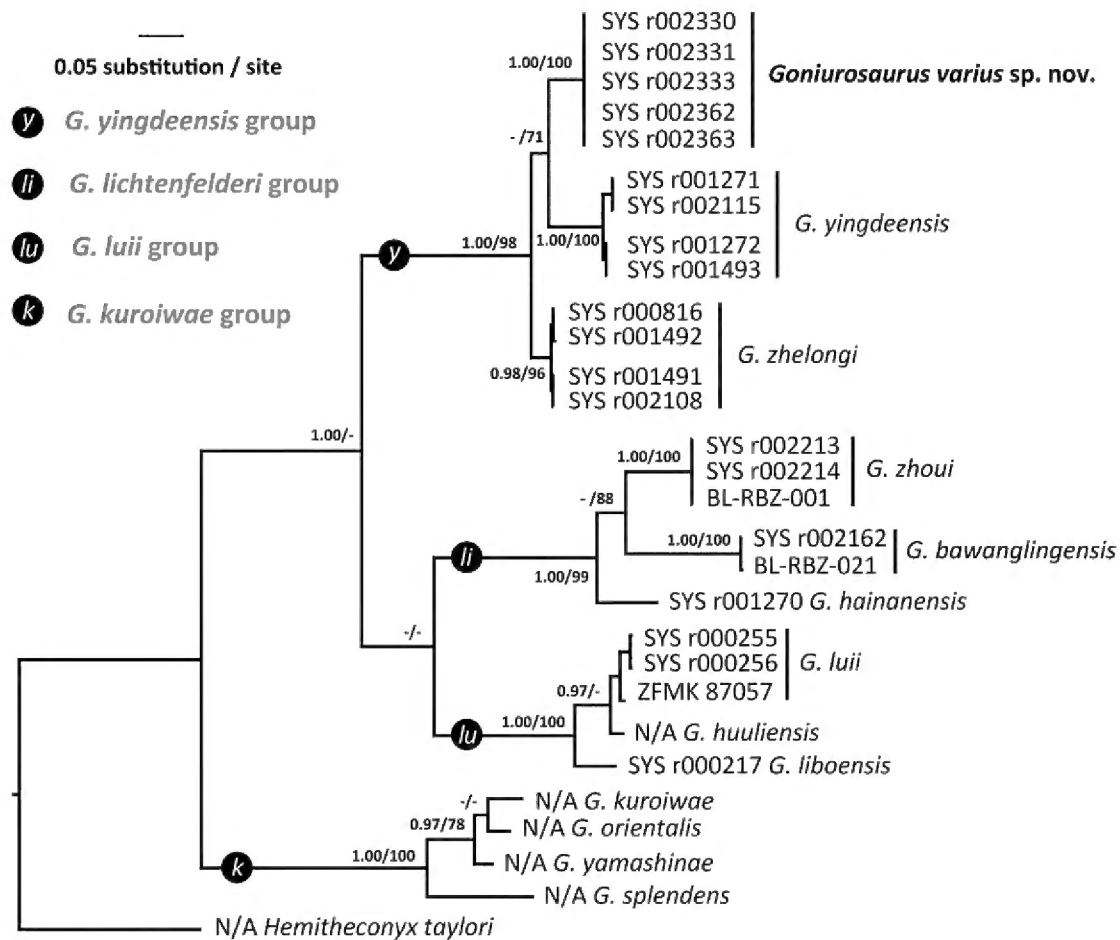 0.05 substitution / site
y G. yingdeensis group
li G. lichtenfelderi group
lu G. luii group
k G. kuroiwae group
SYS r002330
SYS r002331
SYS r002333
SYS r002362
SYS r002363
Goniurosaurus varius sp. nov.
1.00/100
- /71
SYS r001271
SYS r002115
SYS r001272
SYS r001493
G. yingdeensis
1.00/100
y
1.00/98
SYS r000816
SYS r001492
SYS r001491
SYS r002108
G. zhelongi
0.98/96
1.00/-
SYS r002213
SYS r002214
BL-RBZ-001
G. zhoui
1.00/100
- /88
SYS r002162
BL-RBZ-021
G. bawanglingensis
1.00/100
li
1.00/99
SYS r001270 G. hainanensis
-/-
SYS r000255
SYS r000256
ZFMK 87057
G. luii
0.97/-
lu
1.00/100
N/A G. huuliensis
SYS r000217 G. liboensis
-/-
N/A G. kuroiwae
N/A G. orientalis
0.97/78
N/A G. yamashinae
k
1.00/100
N/A G. splendens
N/A Hemitheconyx taylori